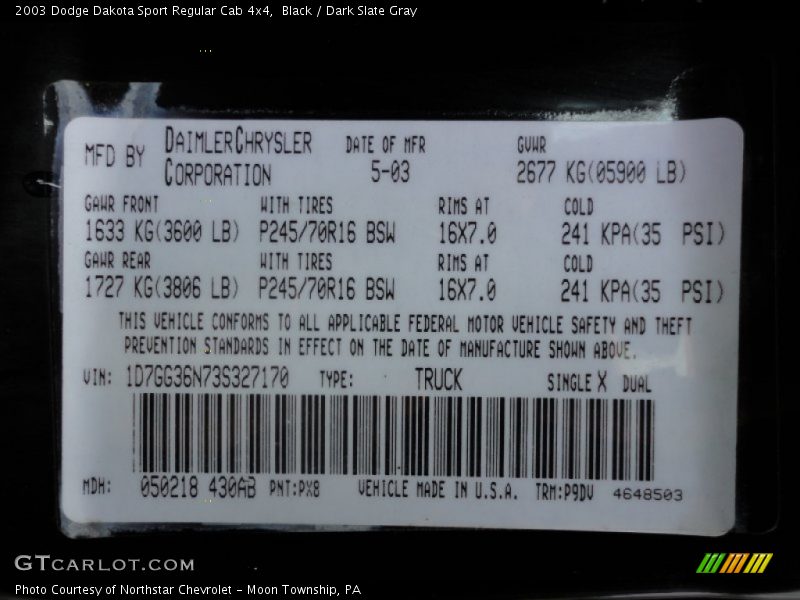 2003 Dodge Dakota Sport Regular Cab 4x4,  Black / Dark Slate Gray
MFD BY DAIMLERCHRYSLER CORPORATION DATE OF MFR 5-03 GVWR 2677 KG(05900 LB)
GAWR FRONT WITH TIRES RIMS AT COLD
1633 KG(3600 LB) P245/70R16 BSW 16X7.0 241 KPA(35 PSI)
GAWR REAR WITH TIRES RIMS AT COLD
1727 KG(3806 LB) P245/70R16 BSW 16X7.0 241 KPA(35 PSI)
THIS VEHICLE CONFORMS TO ALL APPLICABLE FEDERAL MOTOR VEHICLE SAFETY AND THEFT
PREVENTION STANDARDS IN EFFECT ON THE DATE OF MANUFACTURE SHOWN ABOVE.
VIN: 1D7GG36N73S327170 TYPE: TRUCK SINGLE X DUAL
MDH: 050218 430AB PNT:PX8 VEHICLE MADE IN U.S.A. TRM:P9DV 4648503
GTCARLOT.COM
Photo Courtesy of Northstar Chevrolet - Moon Township, PA